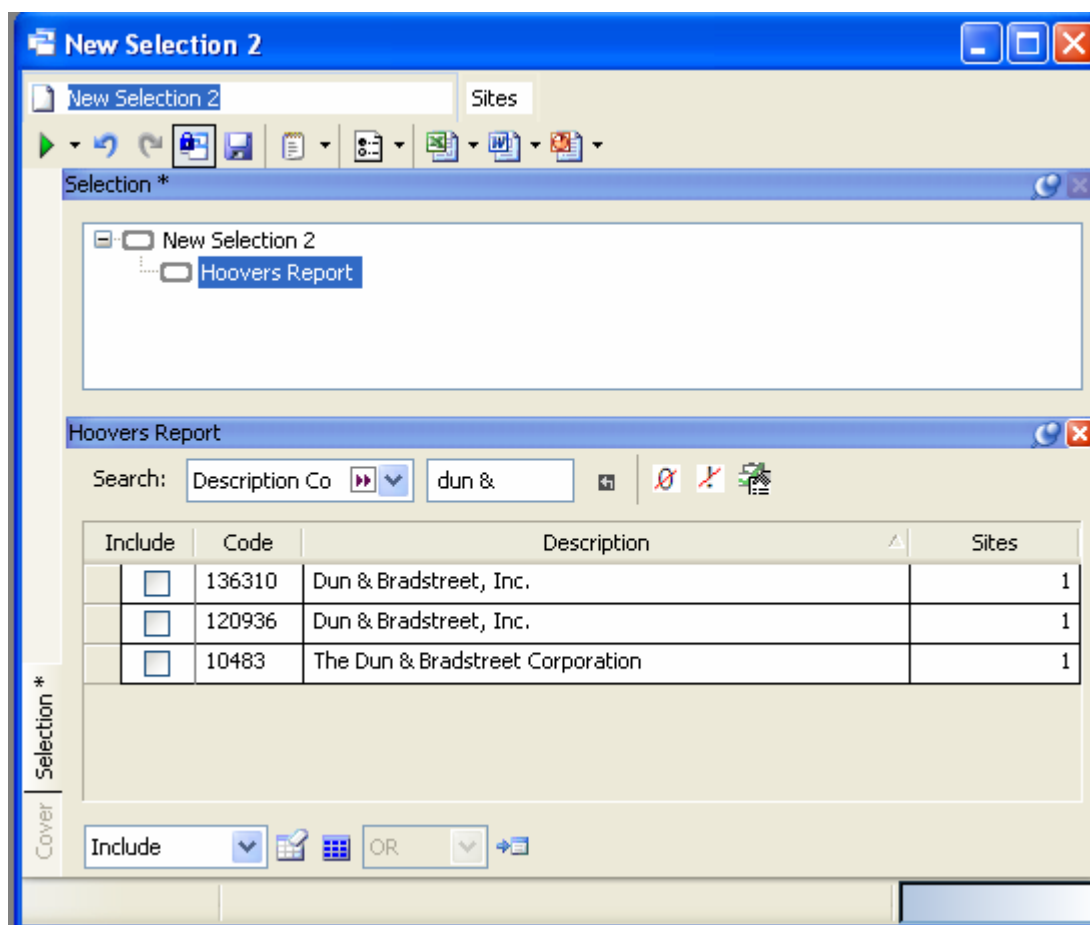 New Selection 2
New Selection 2 Sites
Selection *
New Selection 2
Hoovers Report
Hoovers Report
Search: Description Co dun &
Include Code Description Sites
136310 Dun & Bradstreet, Inc. 1
120936 Dun & Bradstreet, Inc. 1
10483 The Dun & Bradstreet Corporation 1
Selection *
Cover
Include OR